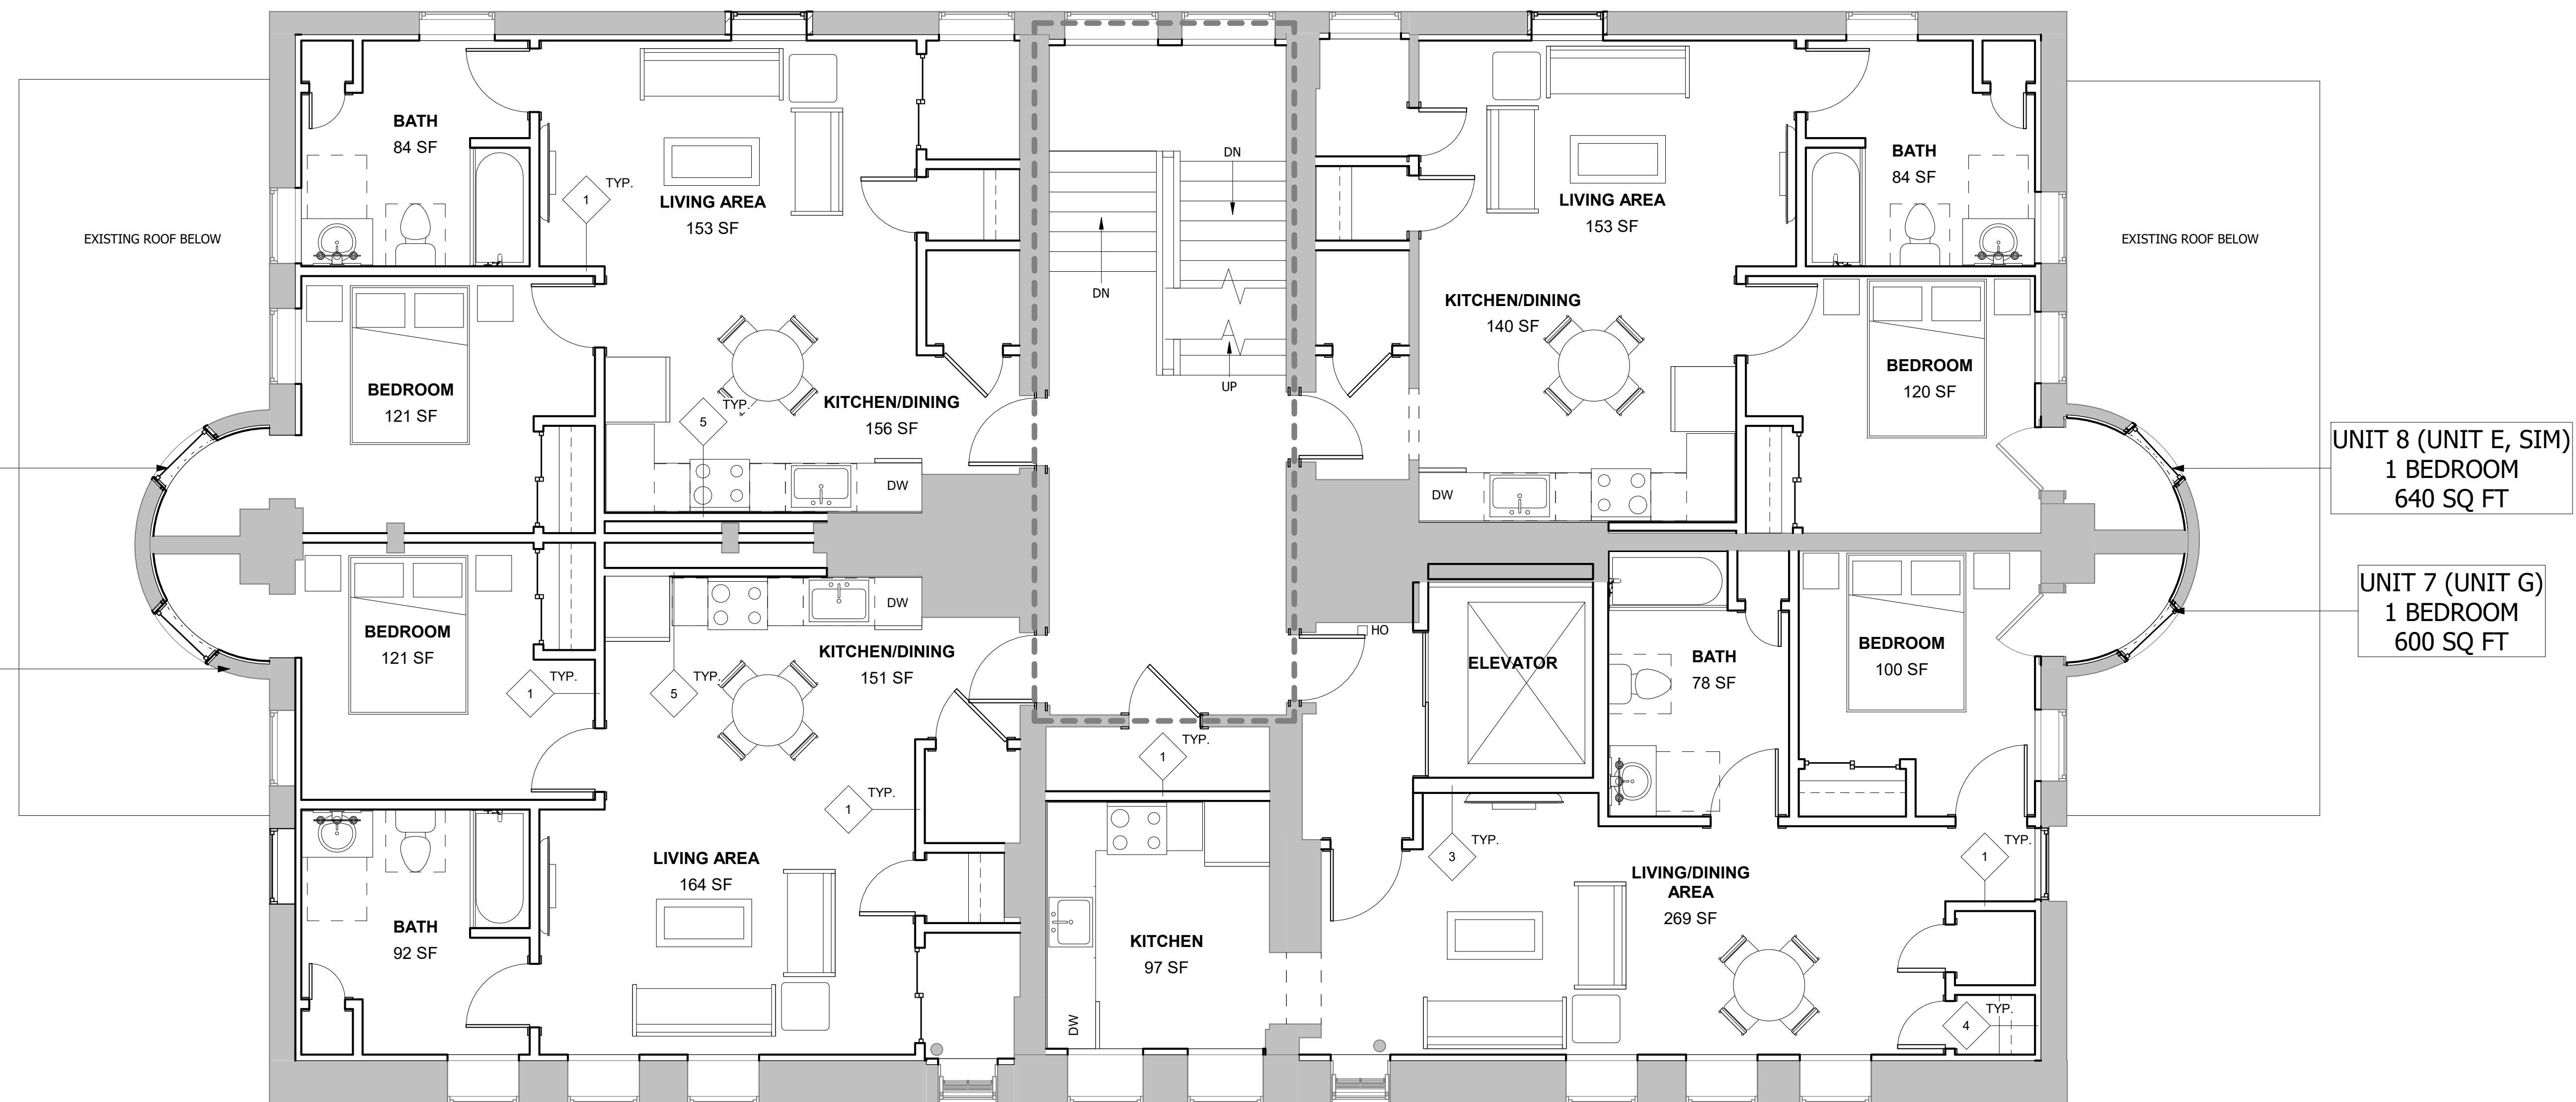 BATH
84 SF
TYP.
1
LIVING AREA
153 SF
EXISTING ROOF BELOW
BEDROOM
121 SF
TYP.
5
KITCHEN/DINING
156 SF
DW
DN
DN
UP
LIVING AREA
153 SF
BATH
84 SF
EXISTING ROOF BELOW
KITCHEN/DINING
140 SF
BEDROOM
120 SF
DW
UNIT 8 (UNIT E, SIM)
1 BEDROOM
640 SQ FT
UNIT 7 (UNIT G)
1 BEDROOM
600 SQ FT
BEDROOM
121 SF
TYP.
1
TYP.
5
DW
KITCHEN/DINING
151 SF
TYP.
1
LIVING AREA
164 SF
BATH
92 SF
TYP.
1
KITCHEN
97 SF
DW
HO
ELEVATOR
BATH
78 SF
BEDROOM
100 SF
TYP.
3
LIVING/DINING
AREA
269 SF
TYP.
1
TYP.
4